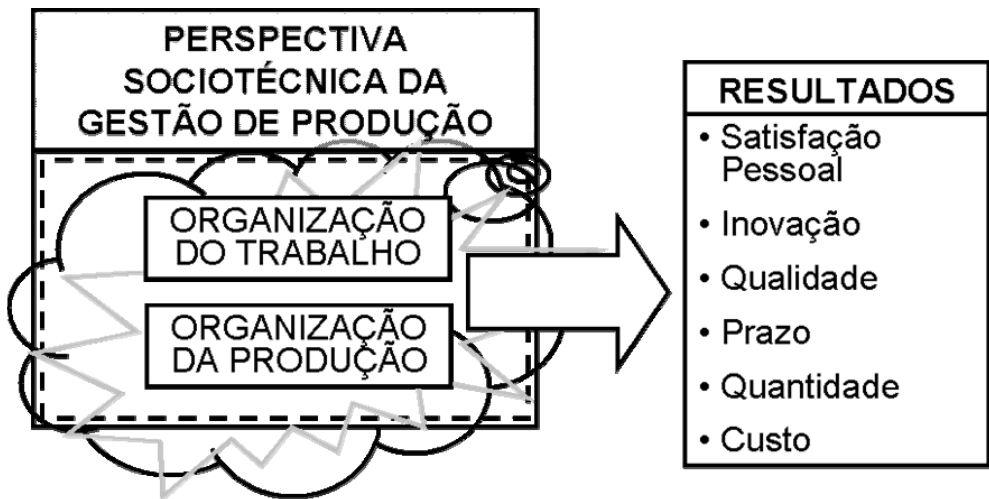 PERSPECTIVA
SOCIOTÉCNICA DA
GESTÃO DE PRODUÇÃO
ORGANIZAÇÃO
DO TRABALHO
ORGANIZAÇÃO
DA PRODUÇÃO
RESULTADOS
• Satisfação
Pessoal
• Inovação
• Qualidade
• Prazo
• Quantidade
• Custo